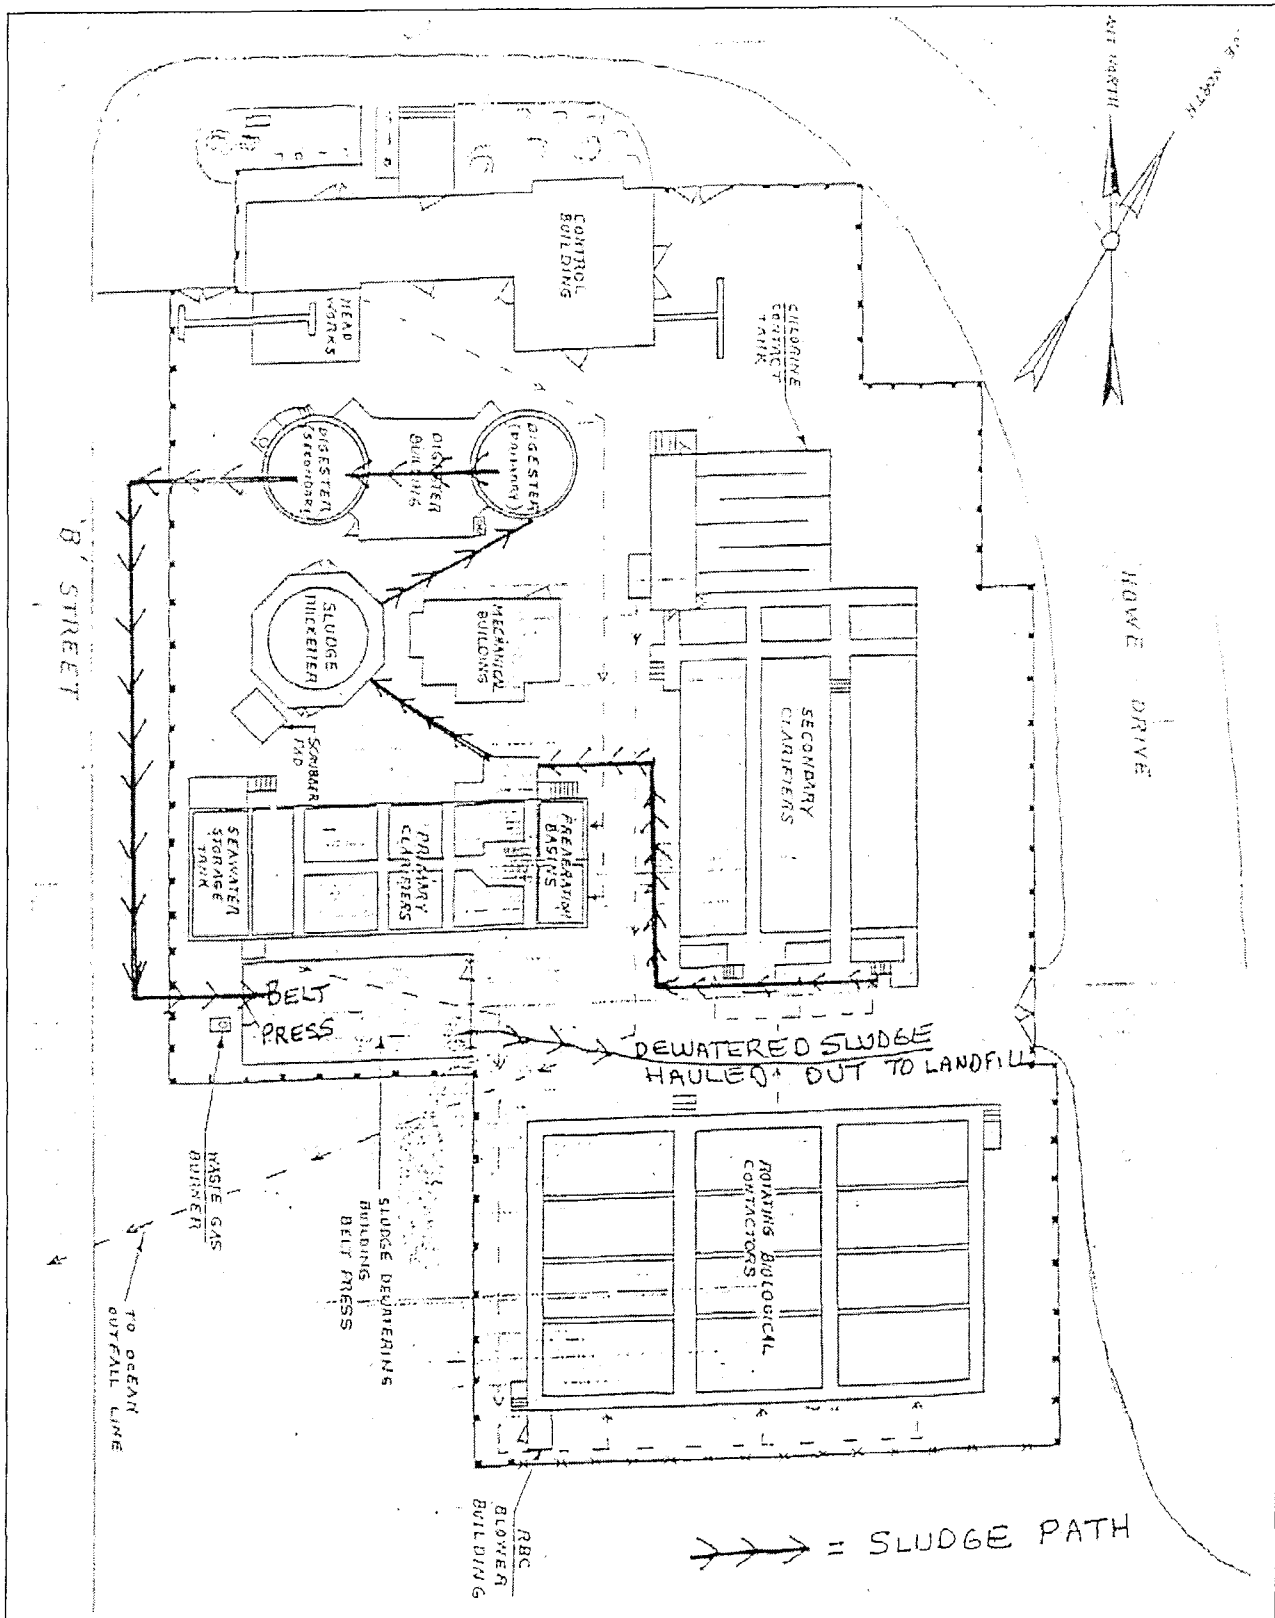 NORTH
NORTH
CONTROL
BUILDING
HEAD
WORKS
CHLORINE
CONTACT
TANK
DIGESTER
(SECONDARY)
DIGESTER
BUILDING
DIGESTER
(PRIMARY)
'B' STREET
HOWE DRIVE
SLUDGE
THICKENER
MECHANICAL
BUILDING
SECONDARY
CLARIFIERS
SCRUBBER
PAD
SEAWATER
STORAGE
TANK
PRIMARY
CLARIFIERS
PREAERATION
BASINS
BELT
PRESS
DEWATERED SLUDGE
HAULED OUT TO LANDFILL
WASTE GAS
BURNER
SLUDGE DEWATERING
BUILDING
BELT PRESS
ROTATING BIOLOGICAL
CONTACTORS
TO OCEAN
OUTFALL LINE
RBC
BLOWER
BUILDING
= SLUDGE PATH